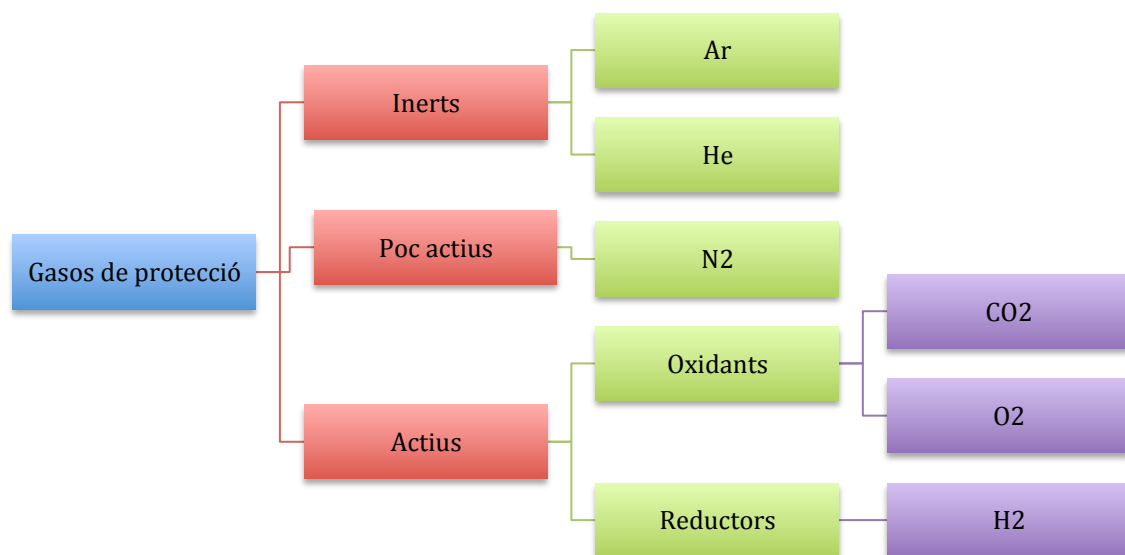 Gasos de protecció
Inerts
Ar
He
Poc actius
N2
Actius
Oxidants
CO2
O2
Reductors
H2